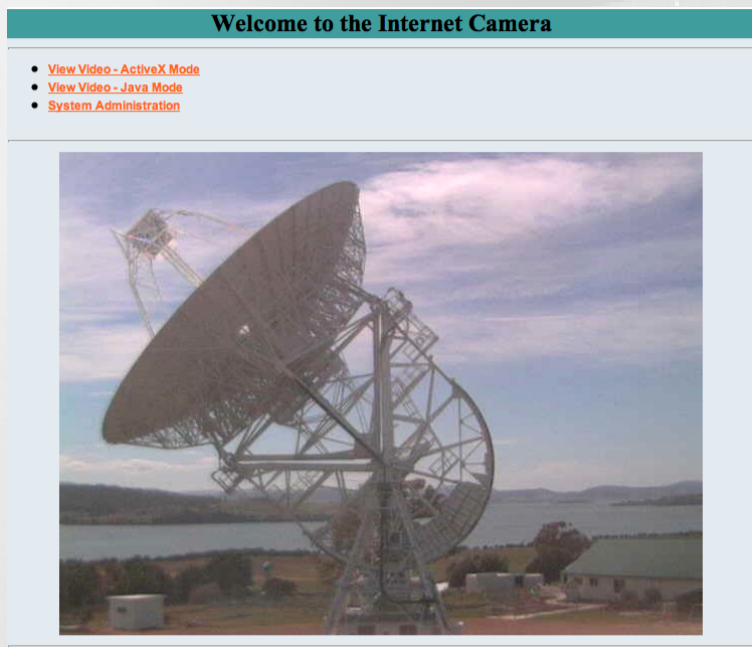 Welcome to the Internet Camera
View Video - ActiveX Mode
View Video - Java Mode
System Administration